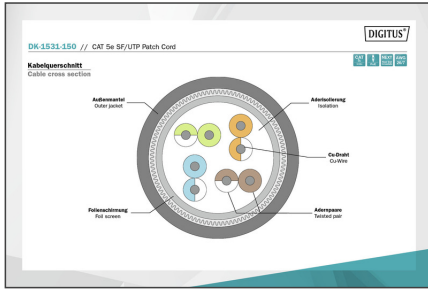 DIGITUS®
DK-1531-150 // CAT 5e SF/UTP Patch Cord
Kabelquerschnitt
Cable cross section
Außenmantel
Outer jacket
Aderisolierung
Isolation
Cu-Draht
Cu-Wire
Folienschirmung
Foil screen
Adernpaare
Twisted pair